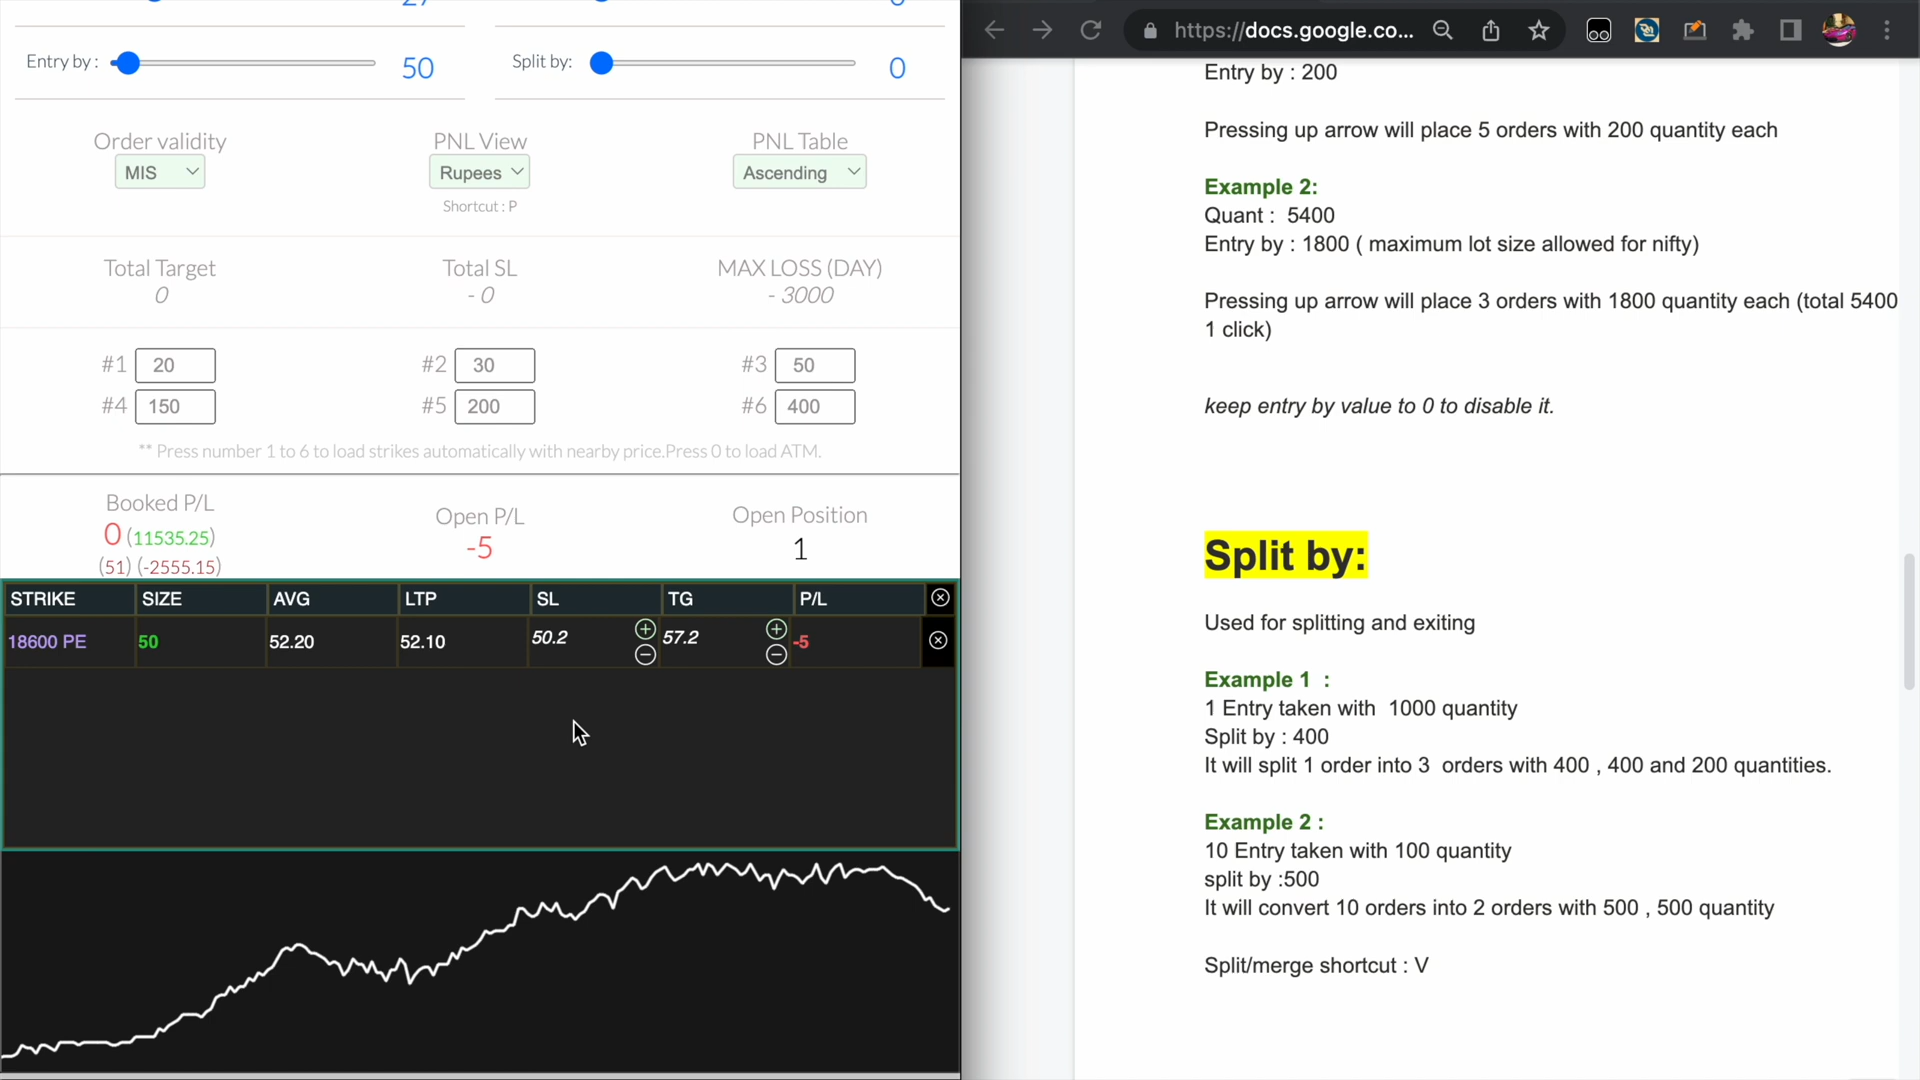 Entry by :
50
Split by:
0
Order validity
MIS
PNL View
Rupees
Shortcut : P
PNL Table
Ascending
Total Target
0
Total SL
- 0
MAX LOSS (DAY)
- 3000
#1 20
#2 30
#3 50
#4 150
#5 200
#6 400
** Press number 1 to 6 to load strikes automatically with nearby price.Press 0 to load ATM.
Booked P/L
0 (11535.25)
(51) (-2555.15)
Open P/L
-5
Open Position
1
STRIKE SIZE AVG LTP SL TG P/L
18600 PE 50 52.20 52.10 50.2 57.2 -5
https://docs.google.co...
Entry by : 200
Pressing up arrow will place 5 orders with 200 quantity each
Example 2:
Quant : 5400
Entry by : 1800 ( maximum lot size allowed for nifty)
Pressing up arrow will place 3 orders with 1800 quantity each (total 5400
1 click)
keep entry by value to 0 to disable it.
Split by:
Used for splitting and exiting
Example 1 :
1 Entry taken with 1000 quantity
Split by : 400
It will split 1 order into 3 orders with 400 , 400 and 200 quantities.
Example 2 :
10 Entry taken with 100 quantity
split by :500
It will convert 10 orders into 2 orders with 500 , 500 quantity
Split/merge shortcut : V